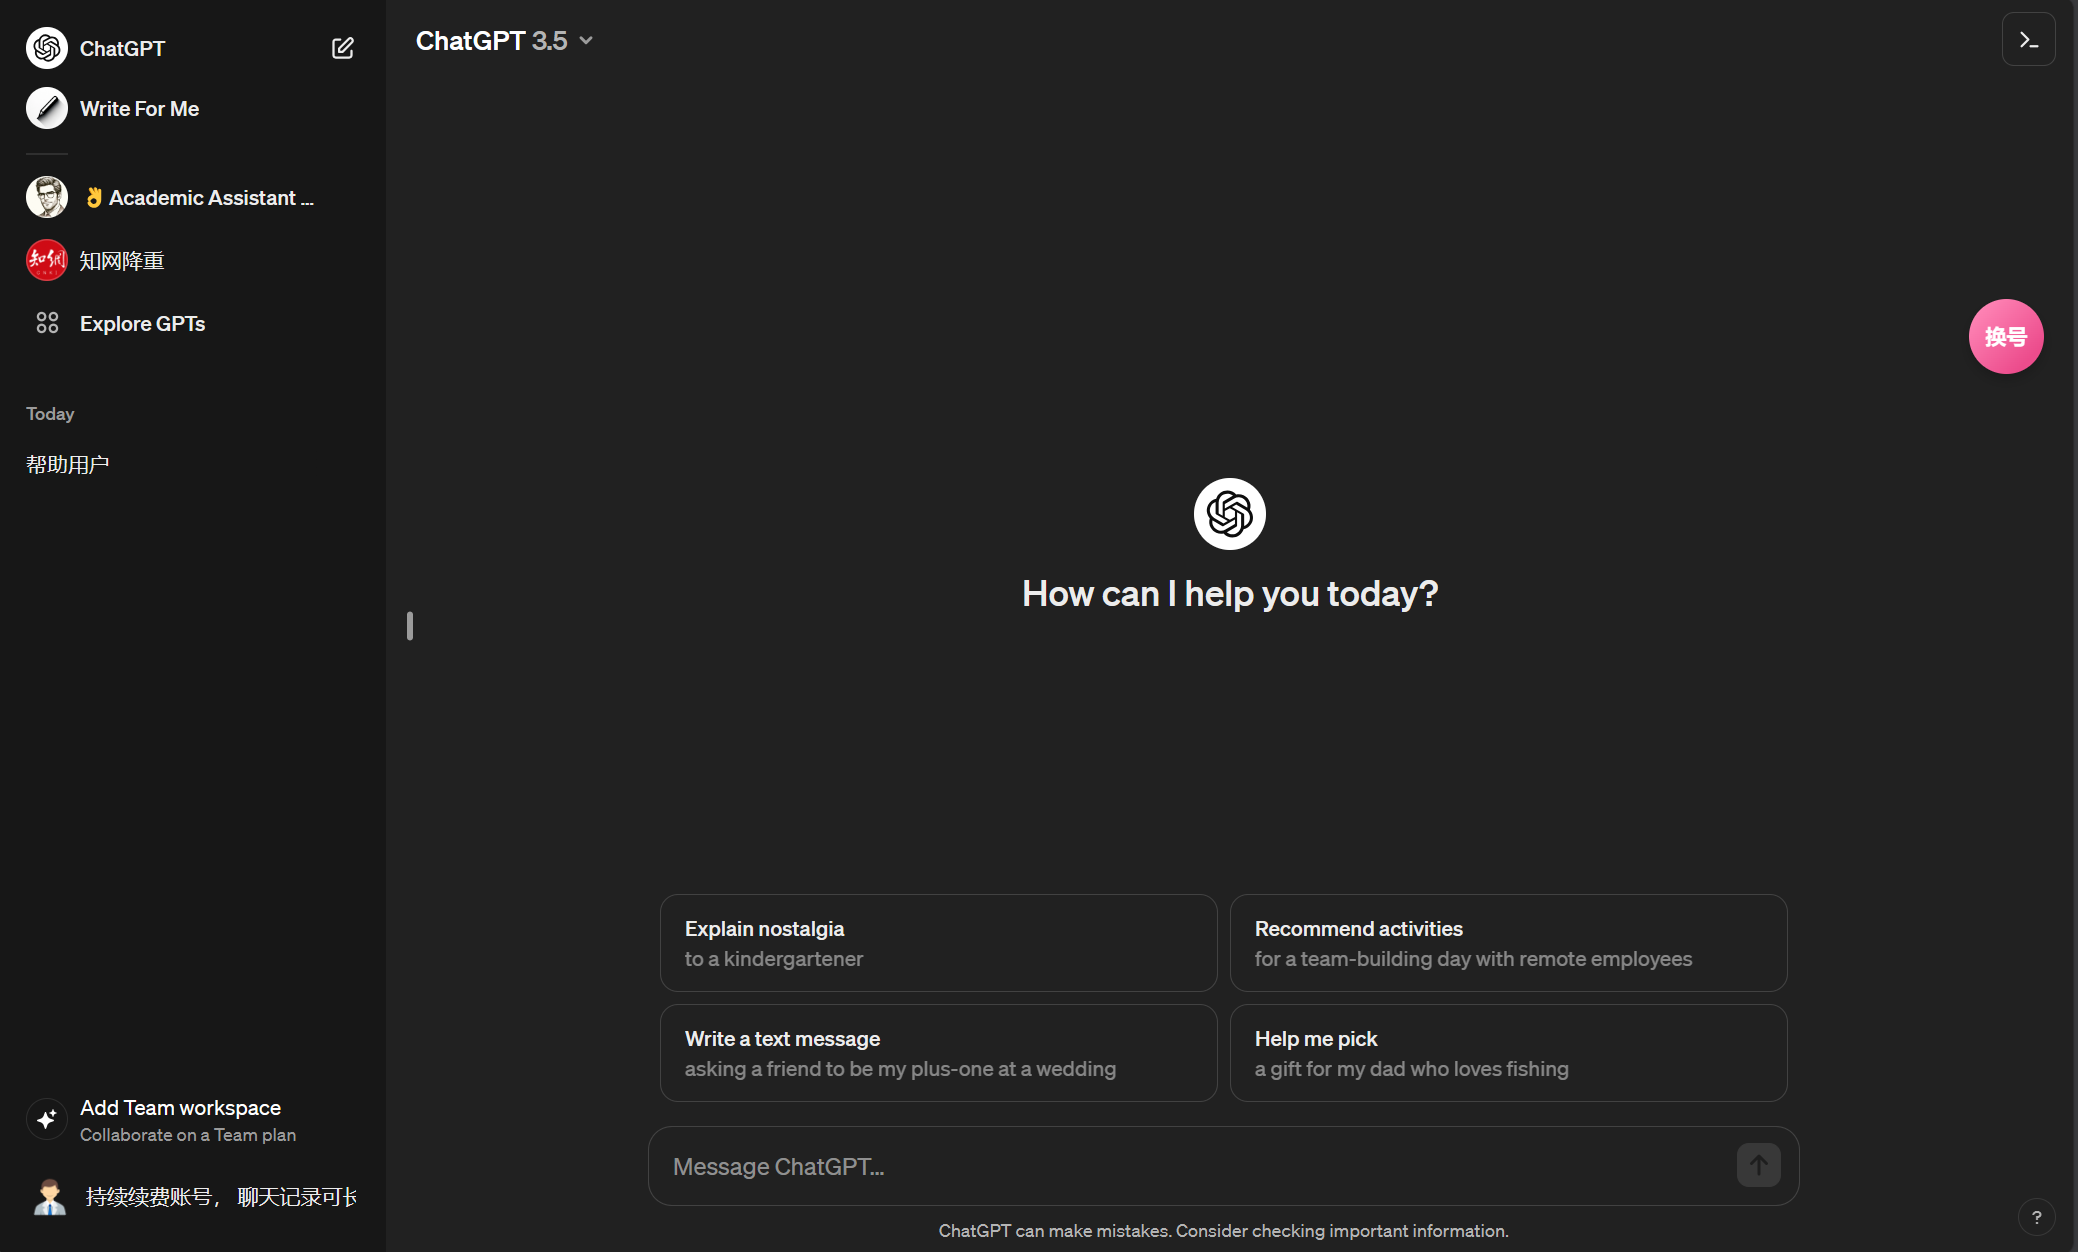 ChatGPT
Write For Me
👌Academic Assistant ...
知网降重
Explore GPTs
Today
帮助用户
Add Team workspace
Collaborate on a Team plan
持续续费账号，聊天记录可长
ChatGPT 3.5
换号
How can I help you today?
Explain nostalgia
to a kindergartener
Recommend activities
for a team-building day with remote employees
Write a text message
asking a friend to be my plus-one at a wedding
Help me pick
a gift for my dad who loves fishing
Message ChatGPT...
ChatGPT can make mistakes. Consider checking important information.
?